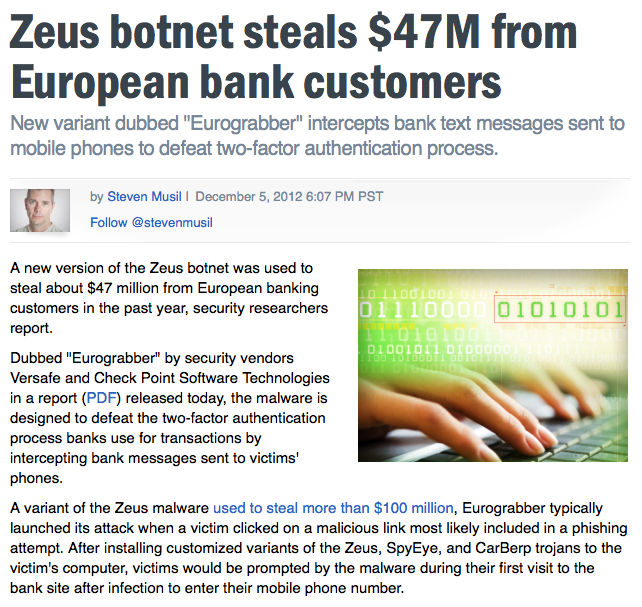 Zeus botnet steals $47M from
European bank customers
New variant dubbed "Eurograbber" intercepts bank text messages sent to
mobile phones to defeat two-factor authentication process.
by Steven Musil | December 5, 2012 6:07 PM PST
Follow @stevenmusil
A new version of the Zeus botnet was used to
steal about $47 million from European banking
customers in the past year, security researchers
report.
Dubbed "Eurograbber" by security vendors
Versafe and Check Point Software Technologies
in a report (PDF) released today, the malware is
designed to defeat the two-factor authentication
process banks use for transactions by
intercepting bank messages sent to victims'
phones.
01110000 01010101
A variant of the Zeus malware used to steal more than $100 million, Eurograbber typically
launched its attack when a victim clicked on a malicious link most likely included in a phishing
attempt. After installing customized variants of the Zeus, SpyEye, and CarBerp trojans to the
victim's computer, victims would be prompted by the malware during their first visit to the
bank site after infection to enter their mobile phone number.